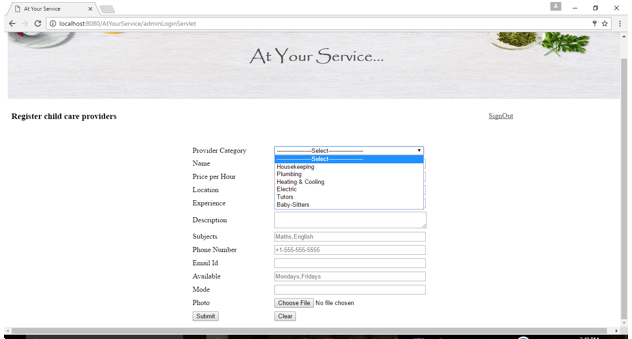 At Your Service
localhost:8080/AtYourService/adminLoginServlet
At Your Service...
Register child care providers
SignOut
Provider Category
--------------------Select-------------------
--------------------Select-------------------
Housekeeping
Plumbing
Heating & Cooling
Electric
Tutors
Baby-Sitters
Name
Price per Hour
Location
Experience
Description
Subjects
Maths,English
Phone Number
+1-555-555-5555
Email Id
Available
Mondays,Fridays
Mode
Photo
Choose File No file chosen
Submit
Clear